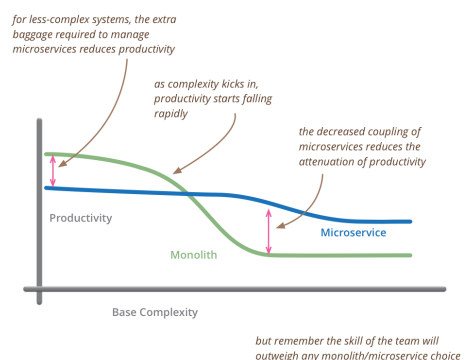 for less-complex systems, the extra
baggage required to manage
microservices reduces productivity
as complexity kicks in,
productivity starts falling
rapidly
the decreased coupling of
microservices reduces the
attenuation of productivity
Productivity
Microservice
Monolith
Base Complexity
but remember the skill of the team will
outweigh any monolith/microservice choice